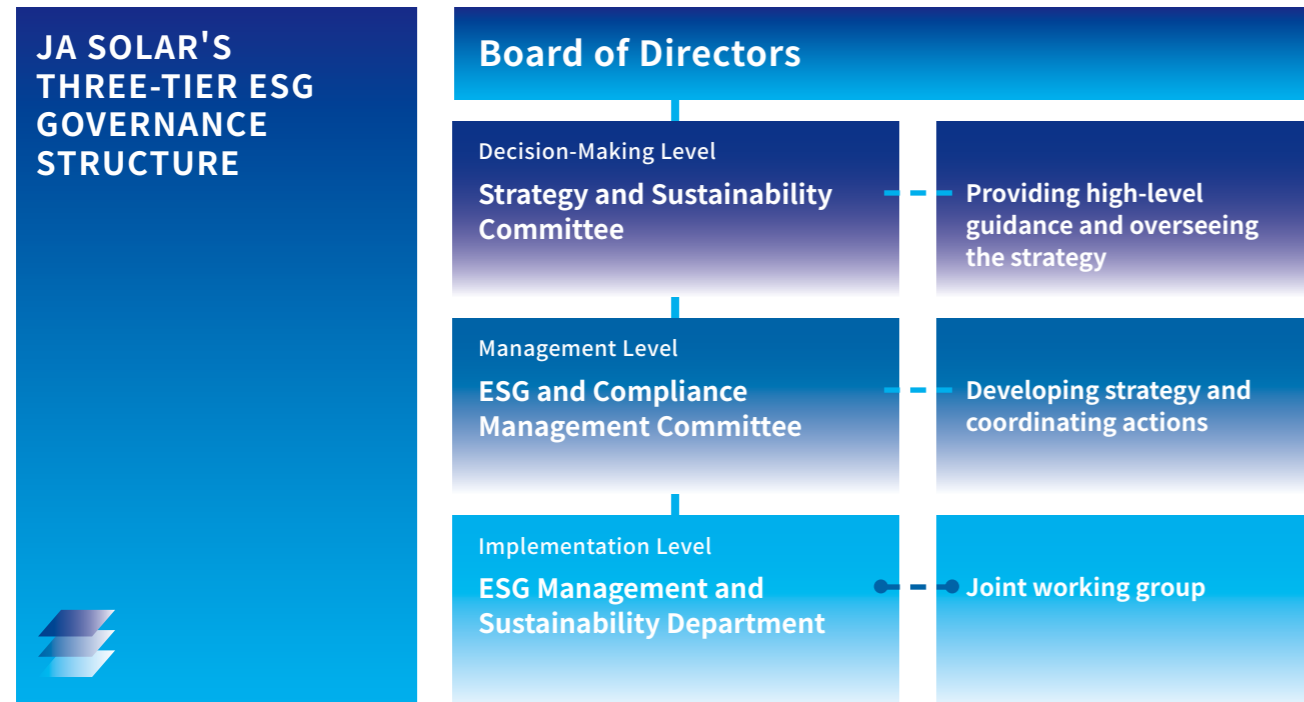 JA SOLAR'S
THREE-TIER ESG
GOVERNANCE
STRUCTURE
Board of Directors
Decision-Making Level
Strategy and Sustainability
Committee
Providing high-level
guidance and overseeing
the strategy
Management Level
ESG and Compliance
Management Committee
Developing strategy and
coordinating actions
Implementation Level
ESG Management and
Sustainability Department
Joint working group